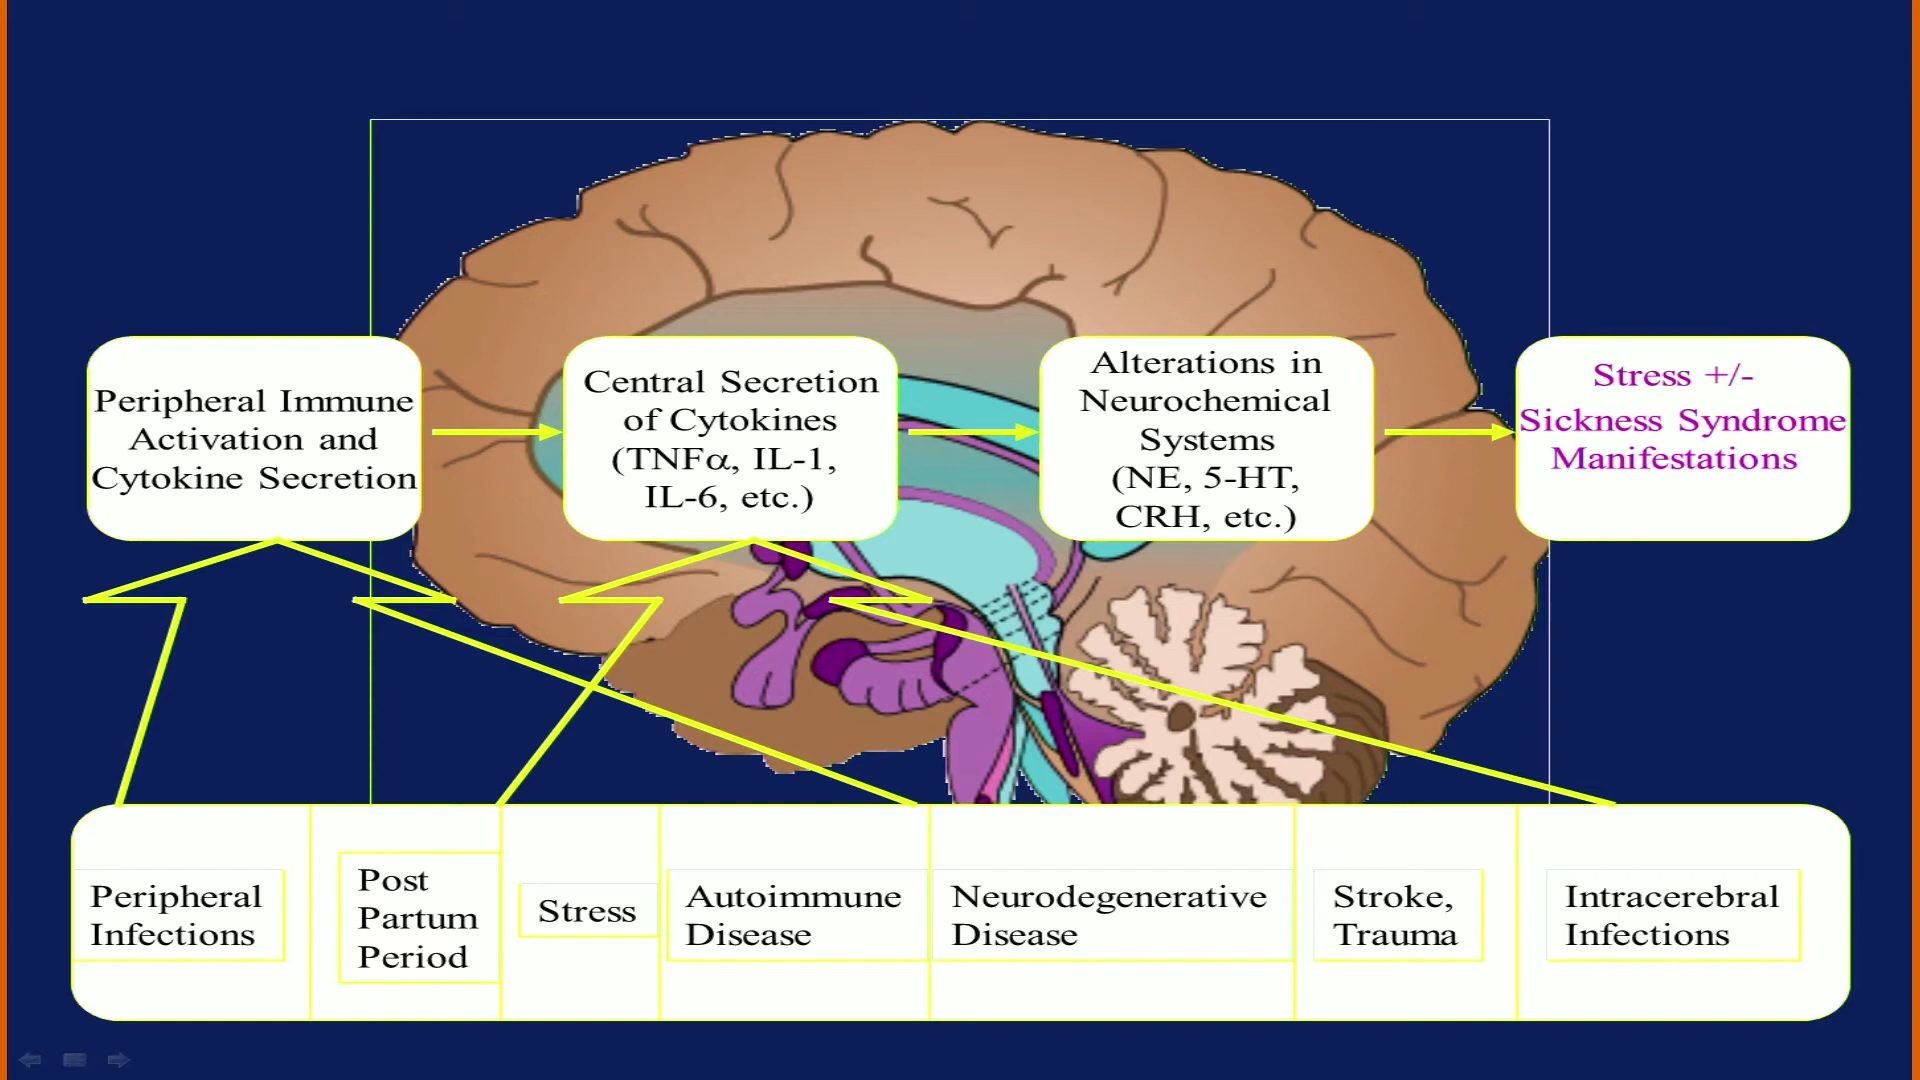 Peripheral Immune
Activation and
Cytokine Secretion
Central Secretion
of Cytokines
(TNFα, IL-1,
IL-6, etc.)
Alterations in
Neurochemical
Systems
(NE, 5-HT,
CRH, etc.)
Stress +/-
Sickness Syndrome
Manifestations
Peripheral
Infections
Post
Partum
Period
Stress
Autoimmune
Disease
Neurodegenerative
Disease
Stroke,
Trauma
Intracerebral
Infections